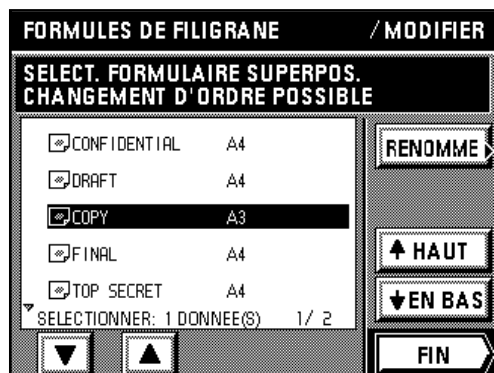 FORMULES DE FILIGRANE /MODIFIER
SELECT. FORMULAIRE SUPERPOS.
CHANGEMENT D'ORDRE POSSIBLE
CONFIDENTIAL A4
RENOMME
DRAFT A4
COPY A3
FINAL A4
HAUT
TOP SECRET A4
EN BAS
SELECTIONNER: 1 DONNEE(S) 1/ 2
FIN